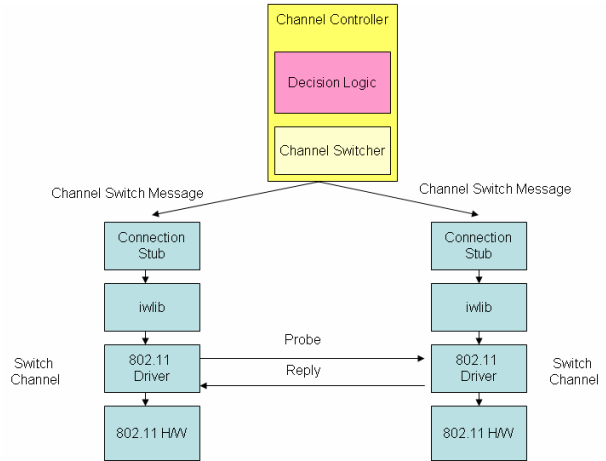 Channel Controller
Decision Logic
Channel Switcher
Channel Switch Message
Channel Switch Message
Connection
Stub
Connection
Stub
iwlib
iwlib
Switch
Channel
802.11
Driver
Probe
Reply
802.11
Driver
Switch
Channel
802.11 H/W
802.11 H/W